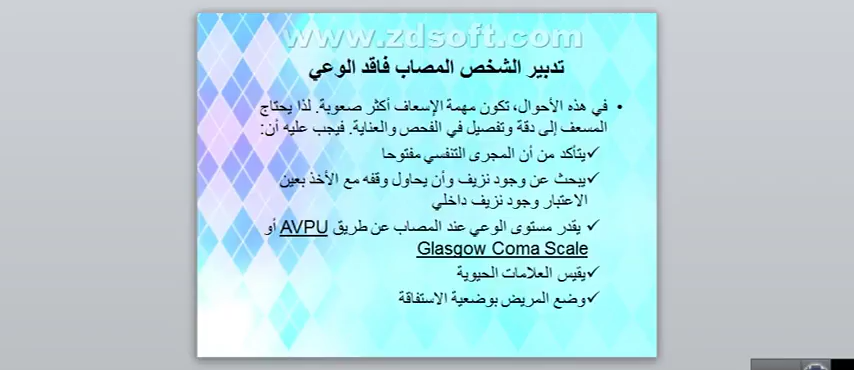 www.zdsoft.com
تدبير الشخص المصاب فاقد الوعي
• في هذه الأحوال، تكون مهمة الإسعاف أكثر صعوبة. لذا يحتاج
المسعف إلى دقة وتفصيل في الفحص والعناية. فيجب عليه أن:
✓يتأكد من أن المجرى التنفسي مفتوحا
✓يبحث عن وجود نزيف وأن يحاول وقفه مع الأخذ بعين
الاعتبار وجود نزيف داخلي
✓ يقدر مستوى الوعي عند المصاب عن طريق AVPU أو
Glasgow Coma Scale
✓يقيس العلامات الحيوية
✓وضع المريض بوضعية الاستفاقة